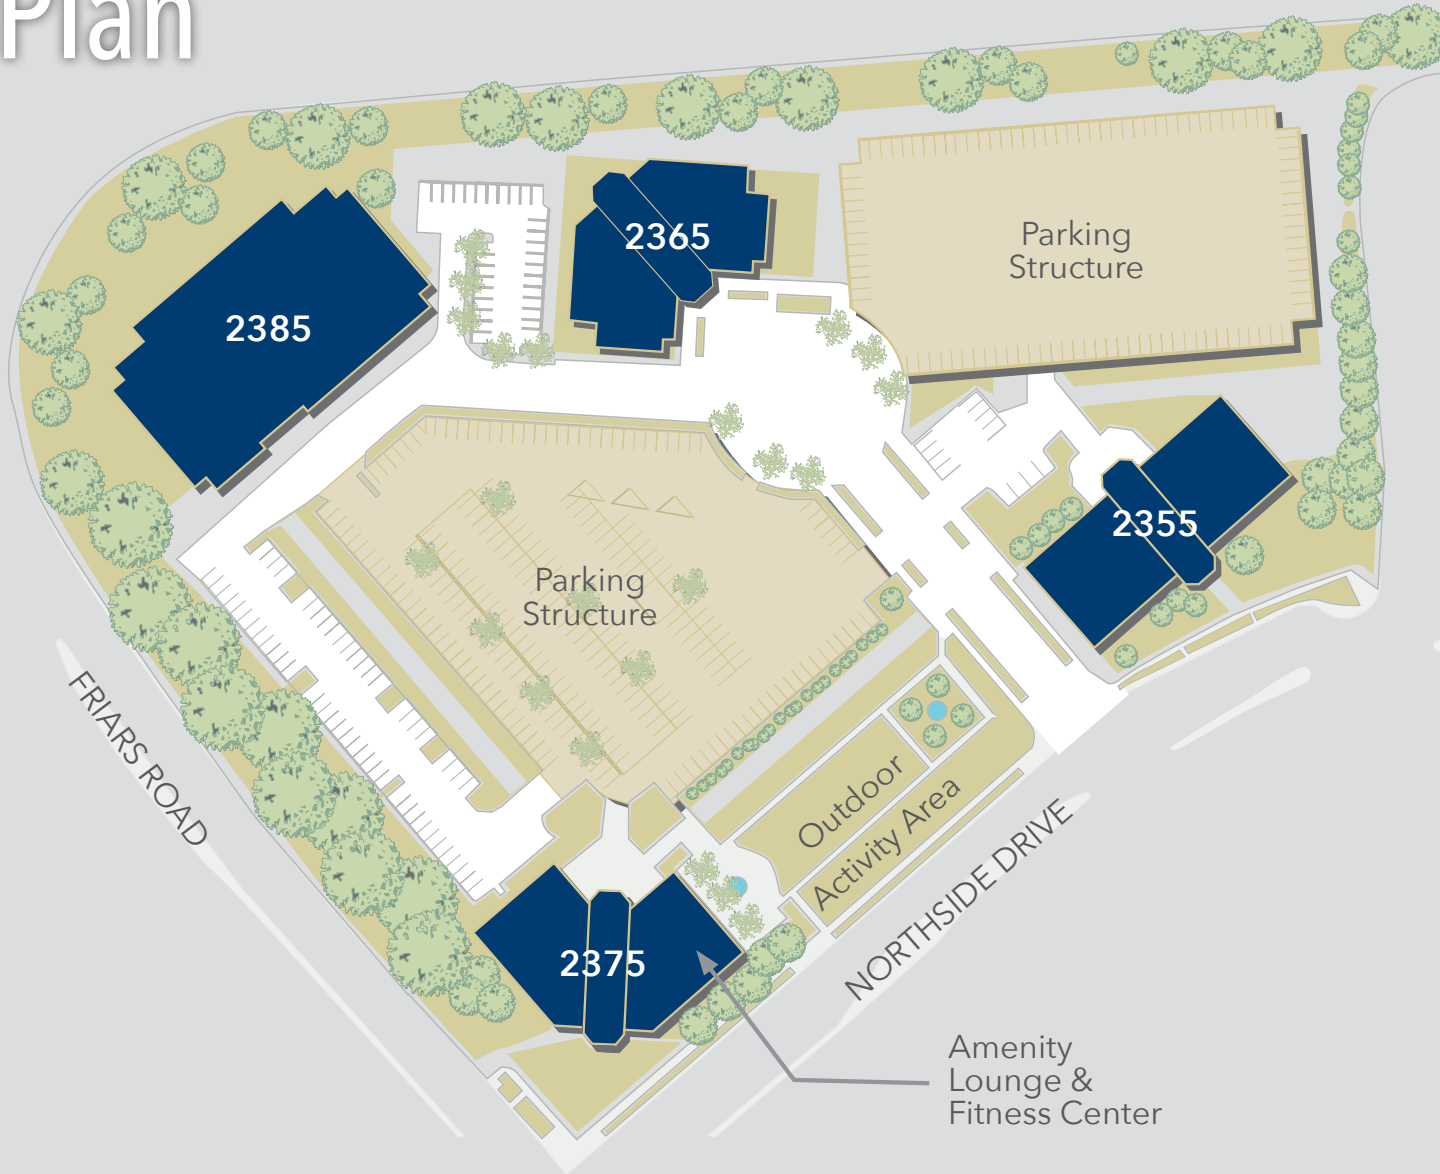 Plan
2365
Parking
Structure
2385
2355
Parking
Structure
FRIARS ROAD
Outdoor
Activity Area
NORTHSIDE DRIVE
2375
Amenity
Lounge &
Fitness Center